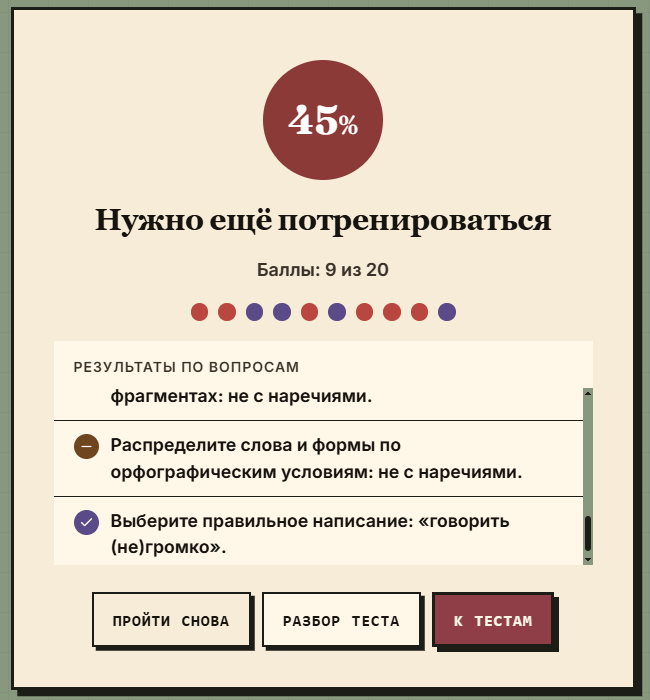 45%
Нужно ещё потренироваться
Баллы: 9 из 20
РЕЗУЛЬТАТЫ ПО ВОПРОСАМ
фрагментах: не с наречиями.
Распределите слова и формы по
орфографическим условиям: не с наречиями.
Выберите правильное написание: «говорить
(не)громко».
ПРОЙТИ СНОВА
РАЗБОР ТЕСТА
К ТЕСТАМ